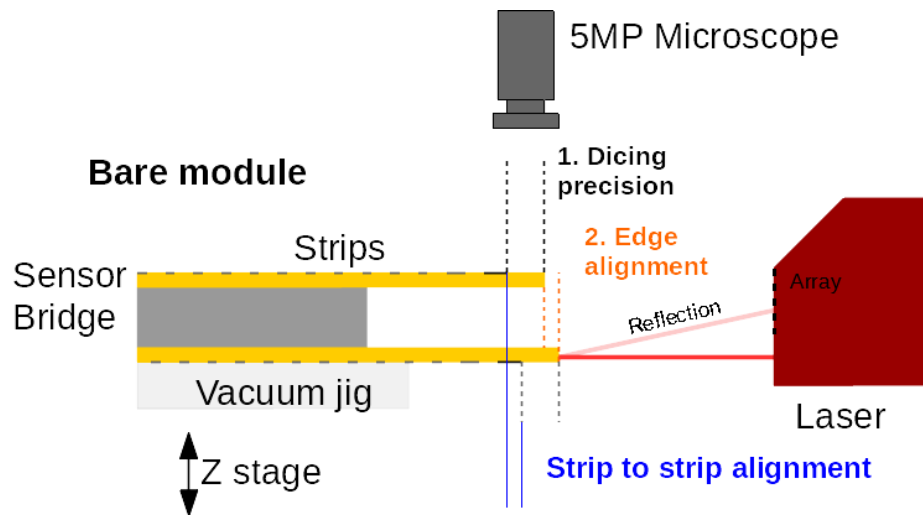 5MP Microscope
Bare module
1. Dicing
precision
2. Edge
alignment
Strips
Sensor
Bridge
Array
Reflection
Vacuum jig
Laser
Z stage
Strip to strip alignment